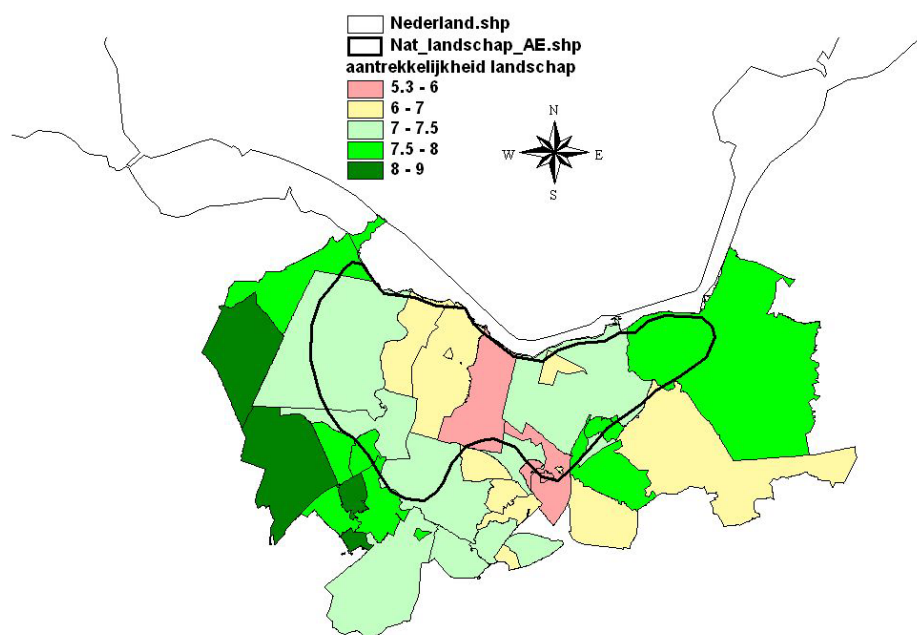 Nederland.shp
Nat_landschap_AE.shp
aantrekkelijkheid landschap
5.3 - 6
6 - 7
7 - 7.5
7.5 - 8
8 - 9
N
W E
S